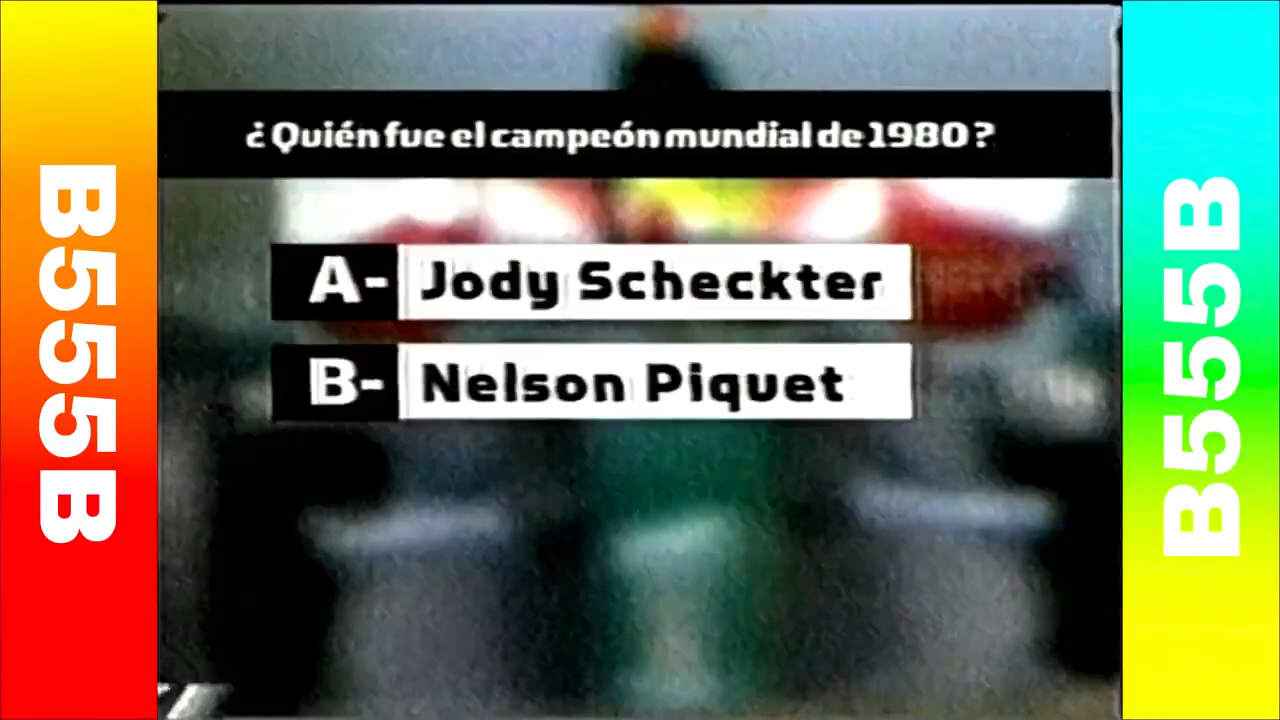 ¿Quién fue el campeón mundial de 1980?
A- Jody Scheckter
B- Nelson Piquet
B555B
B555B